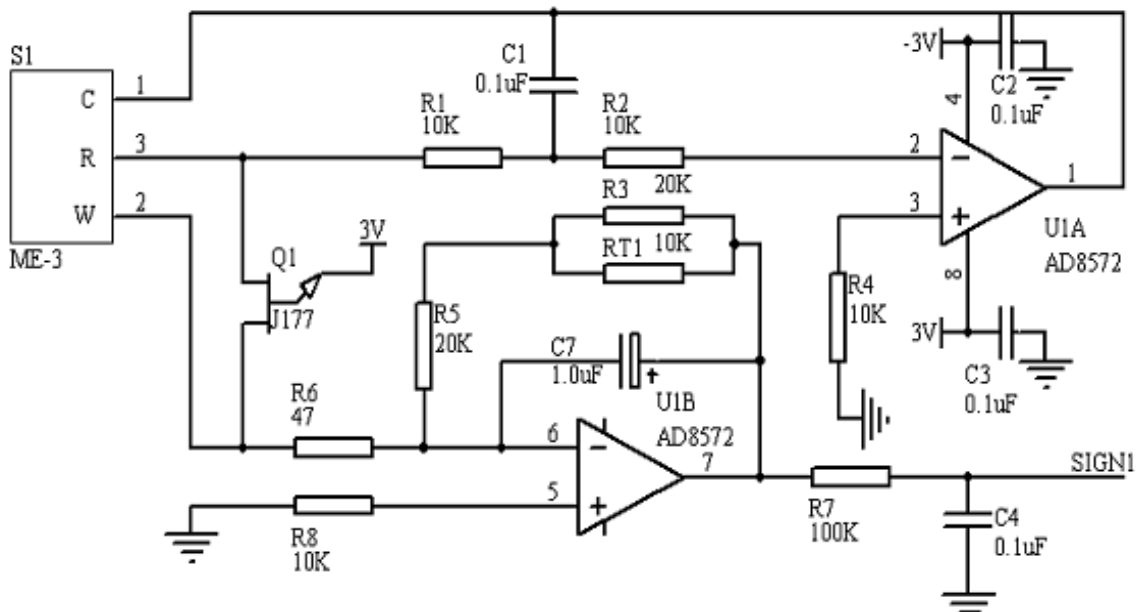 S1
C
1
R
3
W
2
ME-3
C1
0.1uF
R1
10K
R2
10K
-3V
4
C2
0.1uF
2
3
1
U1A
AD8572
8
3V
C3
0.1uF
R4
10K
20K
R3
10K
RT1
3V
Q1
J177
R5
20K
C7
1.0uF
+
U1B
AD8572
R6
47
6
5
7
R8
10K
R7
100K
SIGN1
C4
0.1uF